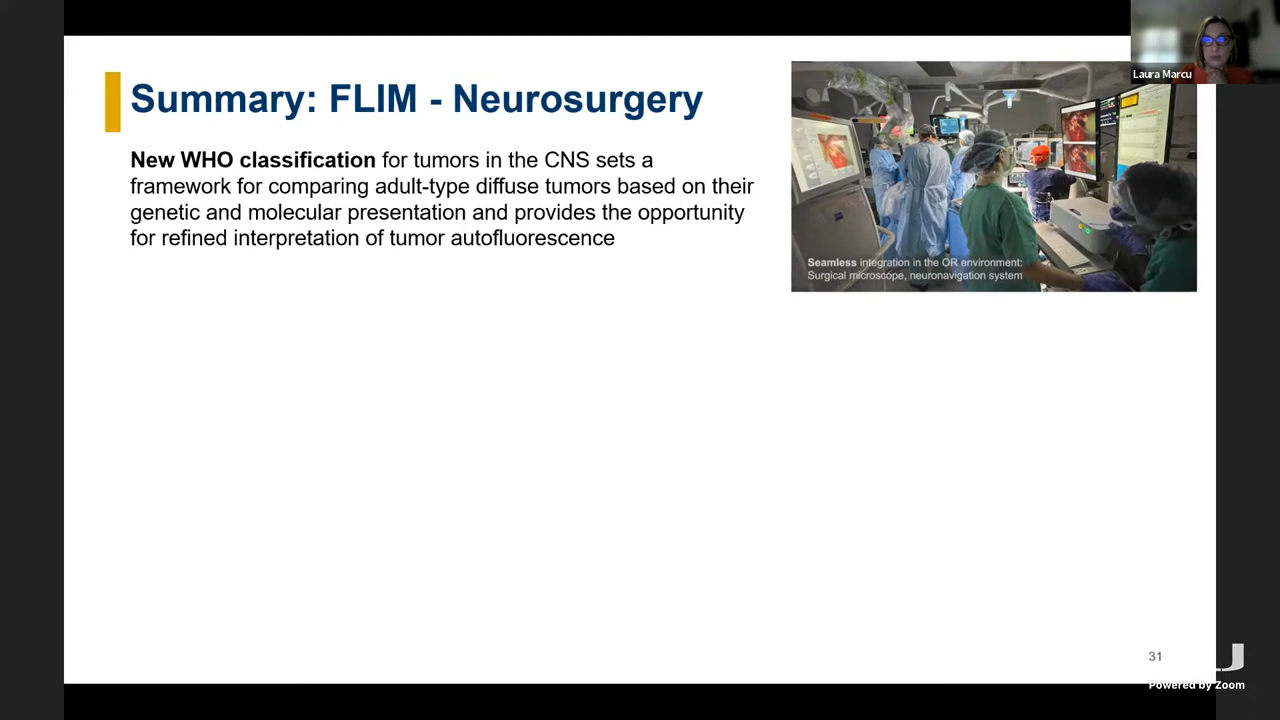 Summary: FLIM - Neurosurgery
New WHO classification for tumors in the CNS sets a
framework for comparing adult-type diffuse tumors based on their
genetic and molecular presentation and provides the opportunity
for refined interpretation of tumor autofluorescence
Laura Marcu
Seamless integration in the OR environment:
Surgical microscope, neuronavigation system
31
Powered by Zoom